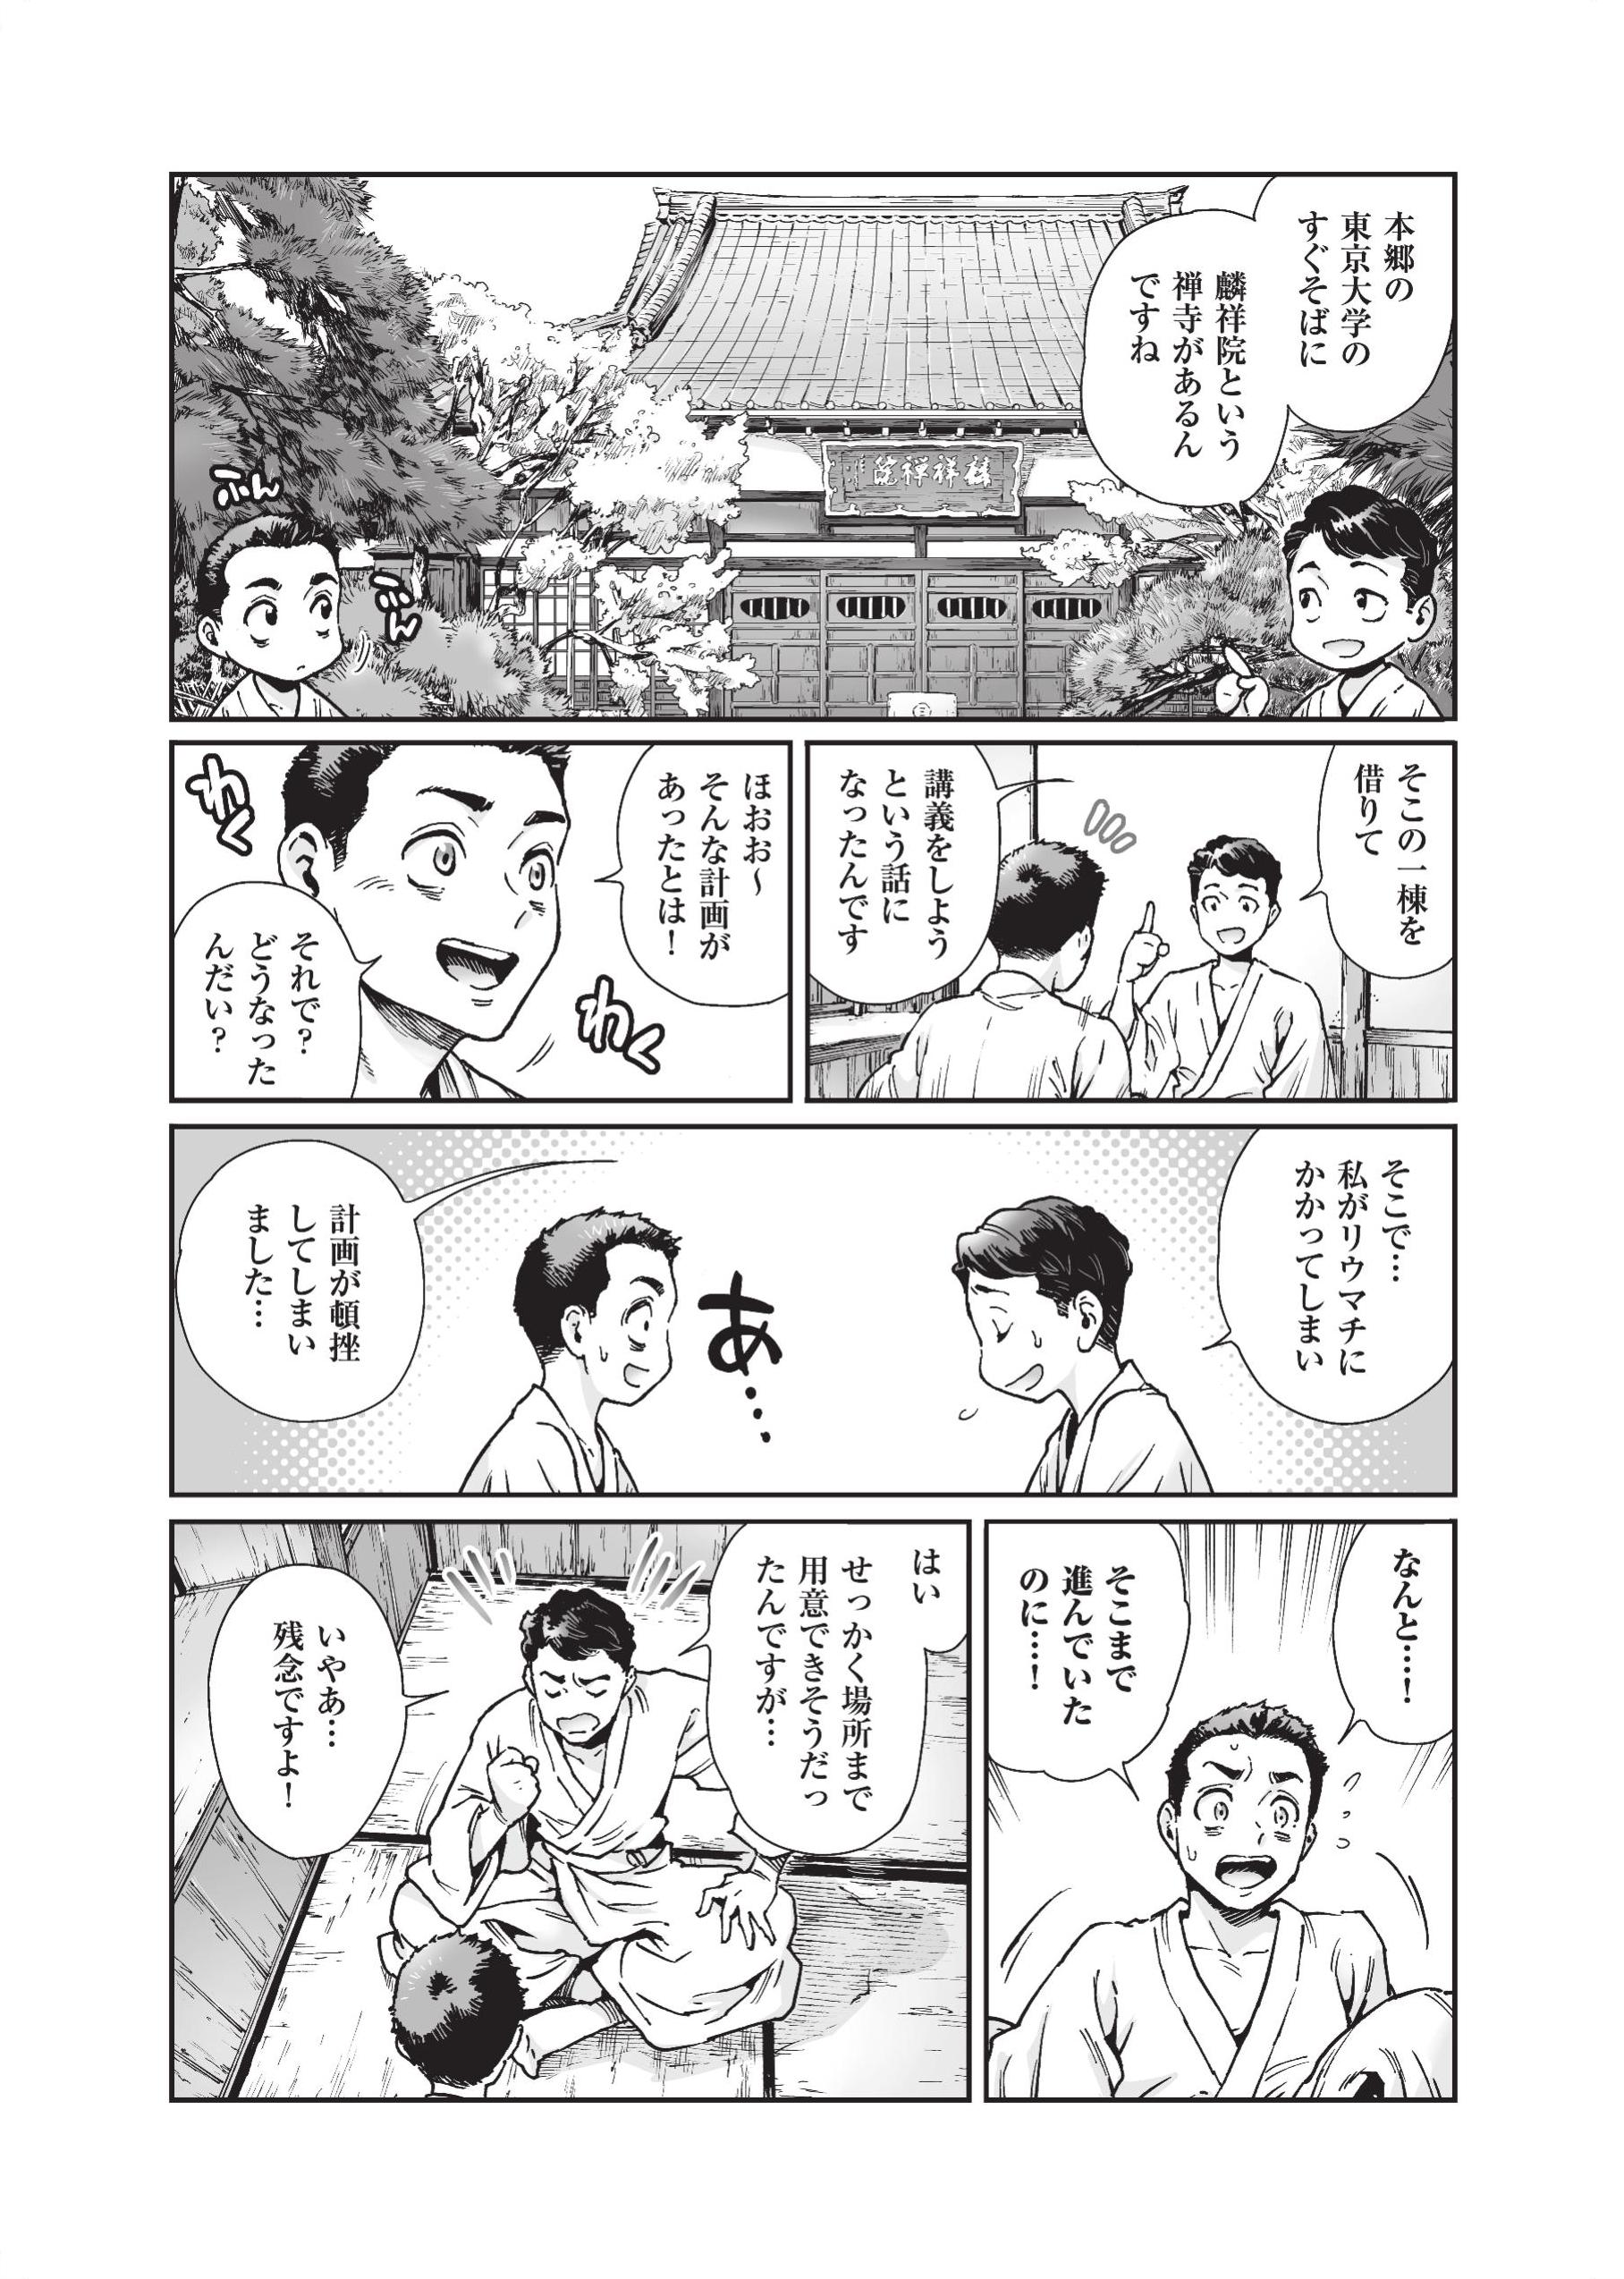 本郷の
東京大学の
すぐそばに
麟祥院という
禅寺があるん
ですね
麟祥禅院
ふん
ふん
そこの一棟を
借りて
講義をしよう
という話に
なったんです
ほおお～
そんな計画が
あったとは！
わく
わく
それで？
どうなった
んだい？
そこで…
私がリウマチに
かかってしまい
あ…
計画が頓挫
してしまい
ました…
なんと……！
そこまで
進んでいた
のに……！
はい
せっかく場所まで
用意できそうだっ
たんですが…
いやあ…
残念ですよ！